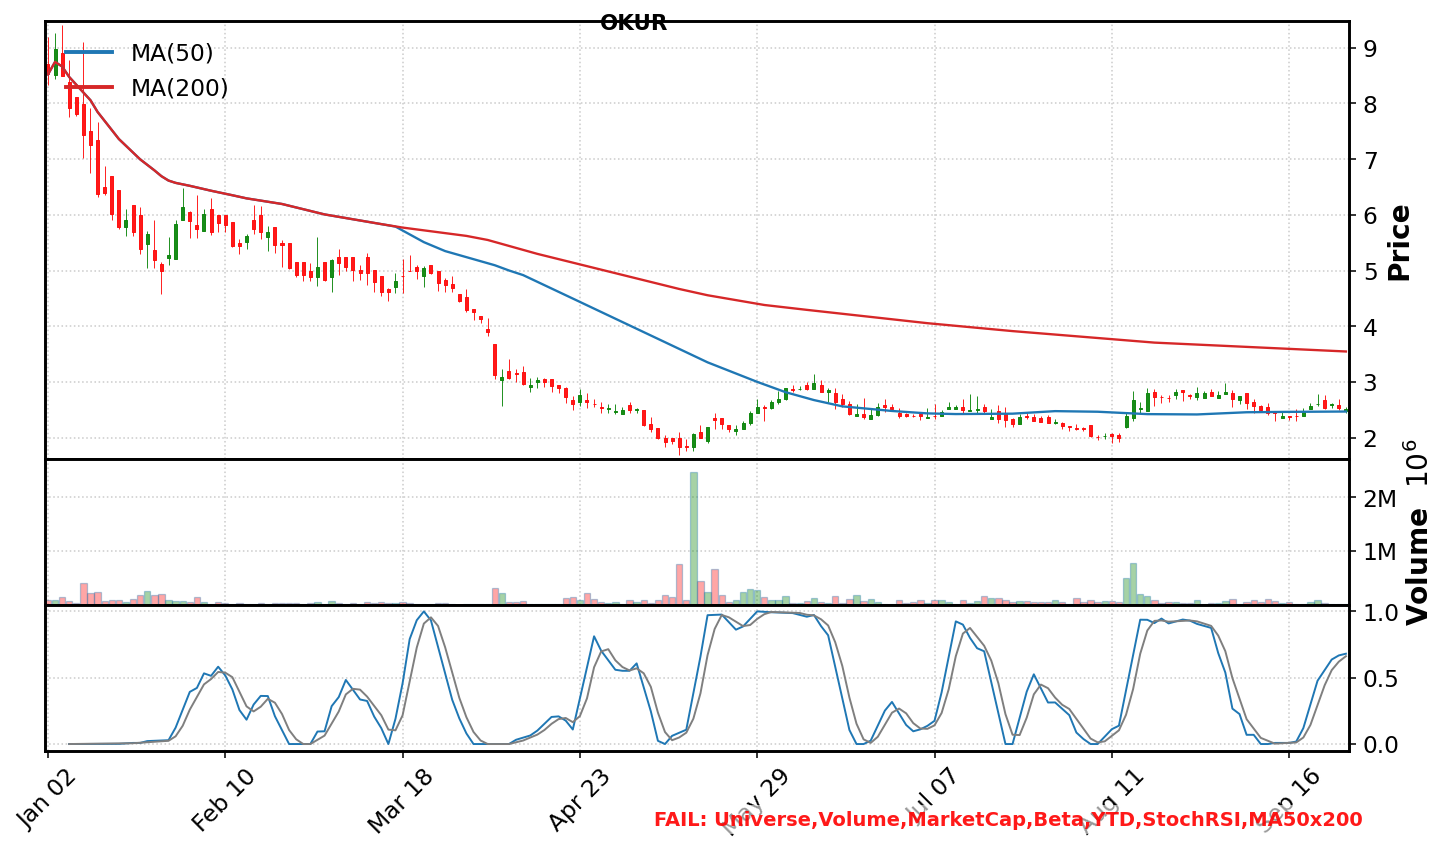 OKUR
MA(50)
MA(200)
9
8
7
6
5
4
3
2
Price
10^6
2M
1M
Volume
1.0
0.5
0.0
Jan 02
Feb 10
Mar 18
Apr 23
May 29
Jul 07
Aug 11
Sep 16
FAIL: Universe,Volume,MarketCap,Beta,YTD,StochRSI,MA50x200